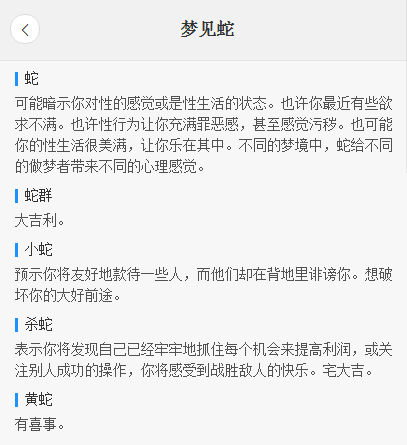 梦见蛇
蛇
可能暗示你对性的感觉或是性生活的状态。也许你最近有些欲
求不满。也许性行为让你充满罪恶感，甚至感觉污秽。也可能
你的性生活很美满，让你乐在其中。不同的梦境中，蛇给不同
的做梦者带来不同的心理感觉。
蛇群
大吉利。
小蛇
预示你将友好地款待一些人，而他们却在背地里诽谤你。想破
坏你的大好前途。
杀蛇
表示你将发现自己已经牢牢地抓住每个机会来提高利润，或关
注别人成功的操作，你将感受到战胜敌人的快乐。宅大吉。
黄蛇
有喜事。